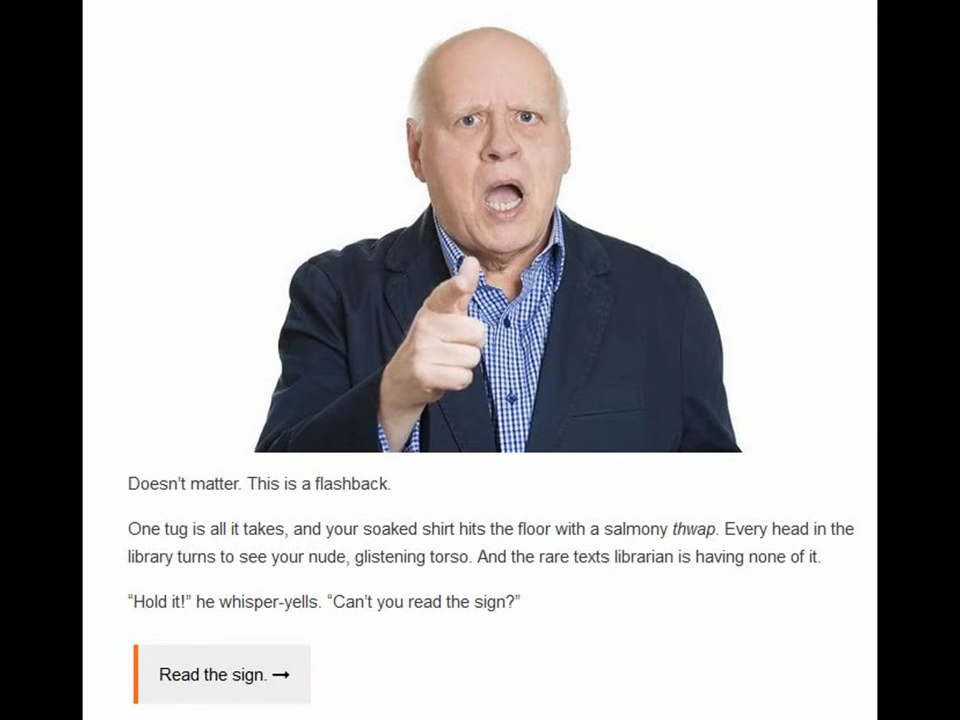 Doesn’t matter. This is a flashback.
One tug is all it takes, and your soaked shirt hits the floor with a salmony thwap. Every head in the
library turns to see your nude, glistening torso. And the rare texts librarian is having none of it.
“Hold it!” he whisper-yells. “Can’t you read the sign?”
Read the sign. ➞